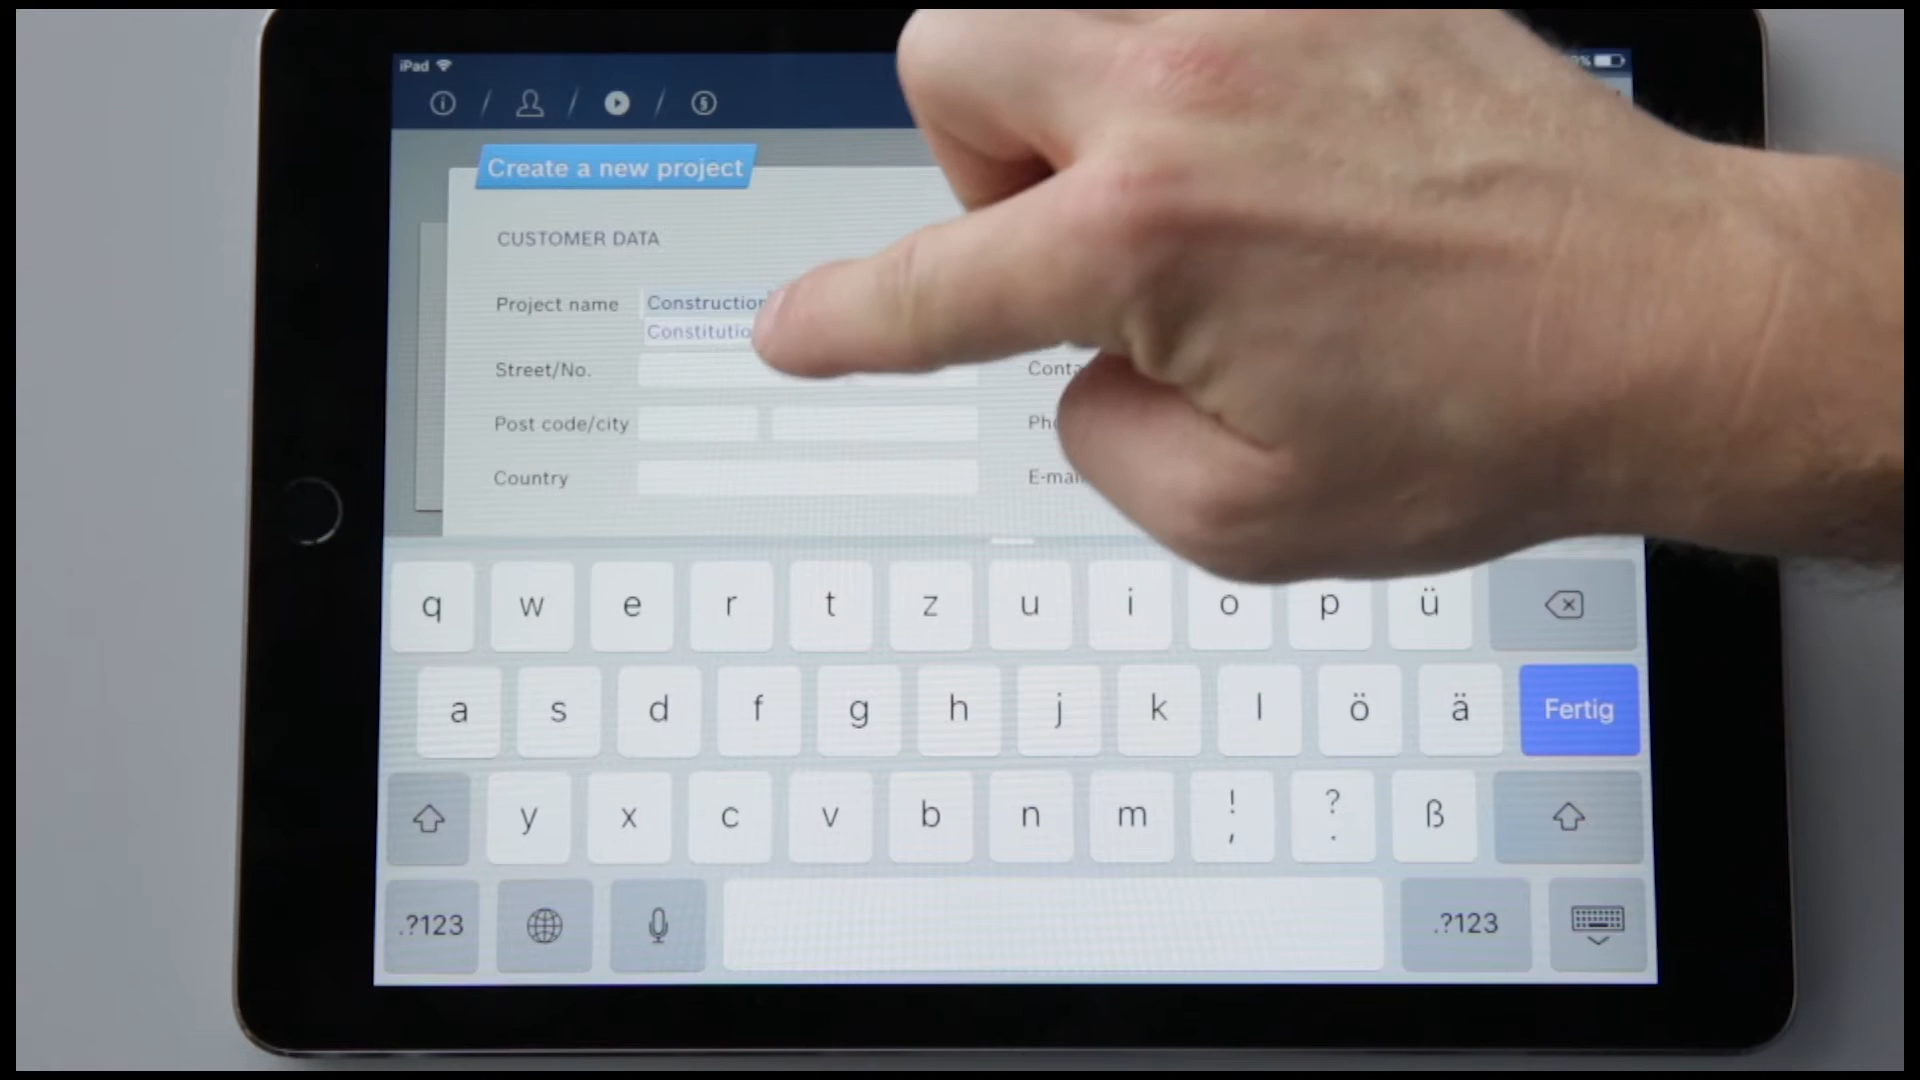 iPad
Create a new project
CUSTOMER DATA
Project name Construction
Street/No.
Post code/city
Country
q w e r t z u i o p ü
a s d f g h j k l ö ä Fertig
y x c v b n m ! , ? . ß
.?123 .?123